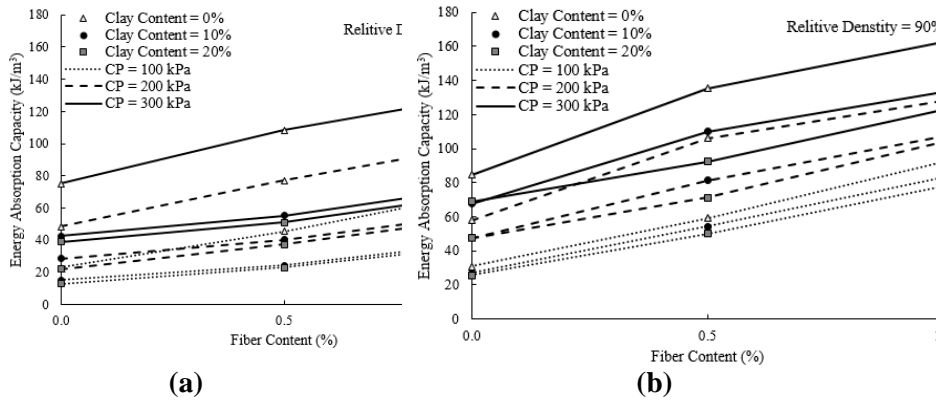 Energy Absorption Capacity (kJ/m³)
180
160
140
120
100
80
60
40
20
0
Clay Content = 0%
Clay Content = 10%
Clay Content = 20%
CP = 100 kPa
CP = 200 kPa
CP = 300 kPa
Relitive D
0.0
0.5
Fiber Content (%)
(a)
Energy Absorption Capacity (kJ/m³)
180
160
140
120
100
80
60
40
20
0
Clay Content = 0%
Clay Content = 10%
Clay Content = 20%
CP = 100 kPa
CP = 200 kPa
CP = 300 kPa
Relitive Denstity = 90%
0.0
0.5
1
Fiber Content (%)
(b)